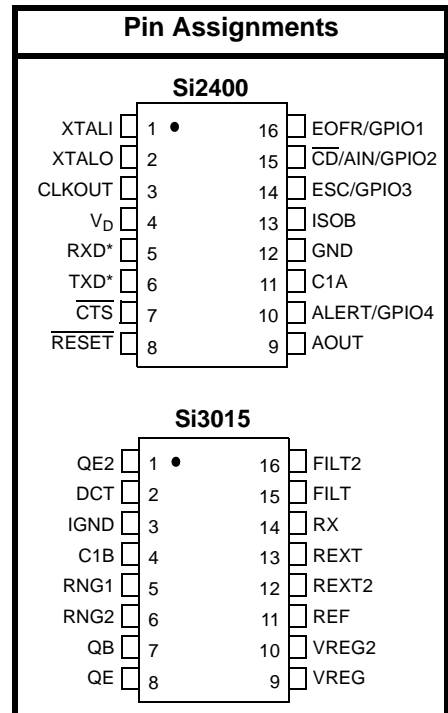 Pin Assignments
Si2400
XTALI 1 16 EOFR/GPIO1
XTALO 2 15 CD/AIN/GPIO2
CLKOUT 3 14 ESC/GPIO3
VD 4 13 ISOB
RXD* 5 12 GND
TXD* 6 11 C1A
CTS 7 10 ALERT/GPIO4
RESET 8 9 AOUT
Si3015
QE2 1 16 FILT2
DCT 2 15 FILT
IGND 3 14 RX
C1B 4 13 REXT
RNG1 5 12 REXT2
RNG2 6 11 REF
QB 7 10 VREG2
QE 8 9 VREG